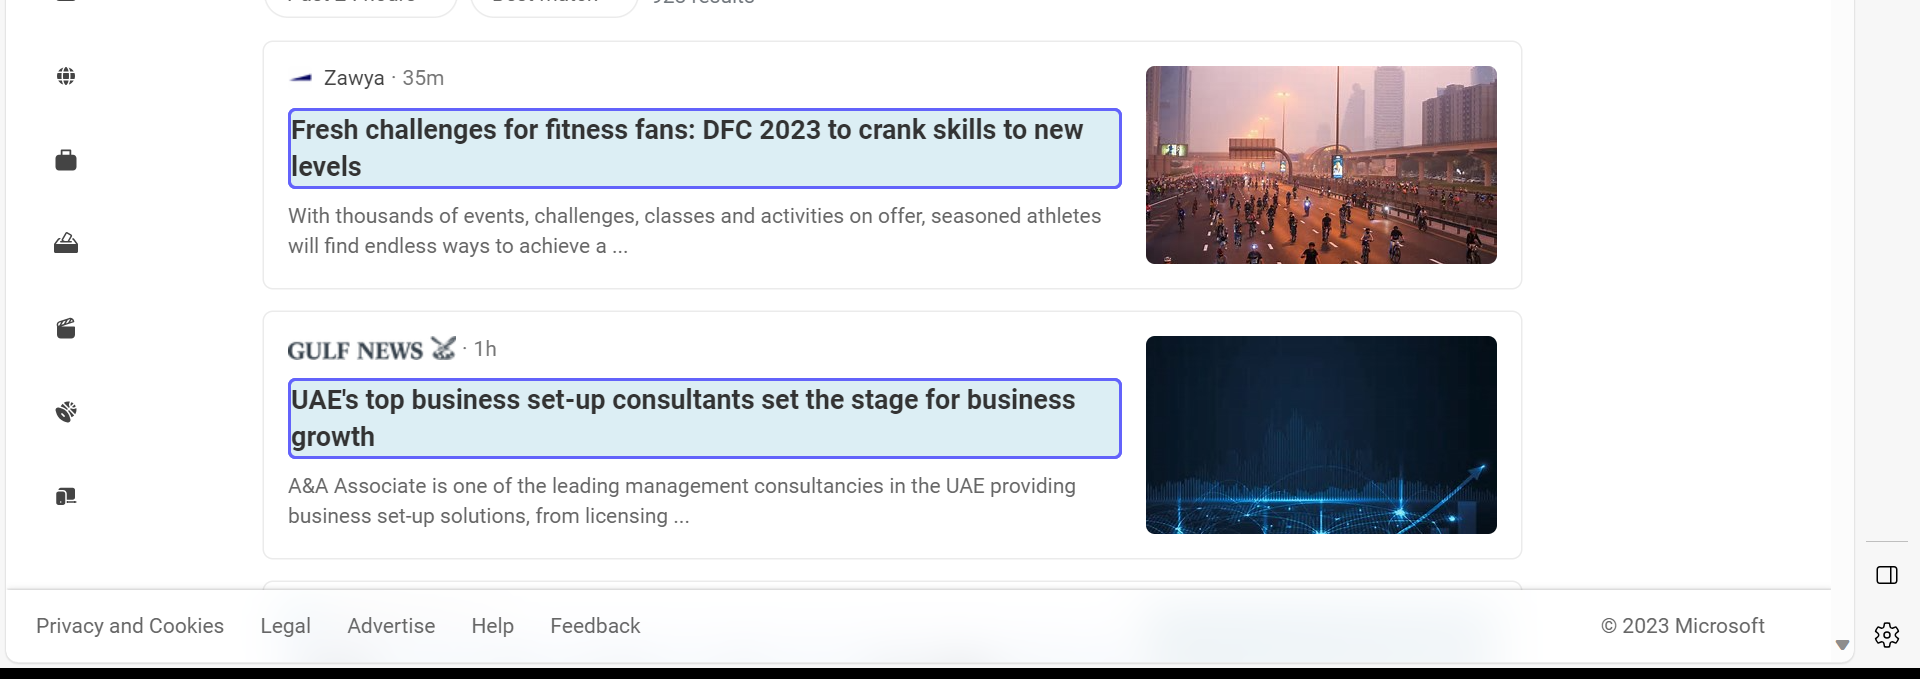 Zawya · 35m
Fresh challenges for fitness fans: DFC 2023 to crank skills to new
levels
With thousands of events, challenges, classes and activities on offer, seasoned athletes
will find endless ways to achieve a ...
GULF NEWS · 1h
UAE's top business set-up consultants set the stage for business
growth
A&A Associate is one of the leading management consultancies in the UAE providing
business set-up solutions, from licensing ...
Privacy and Cookies Legal Advertise Help Feedback © 2023 Microsoft